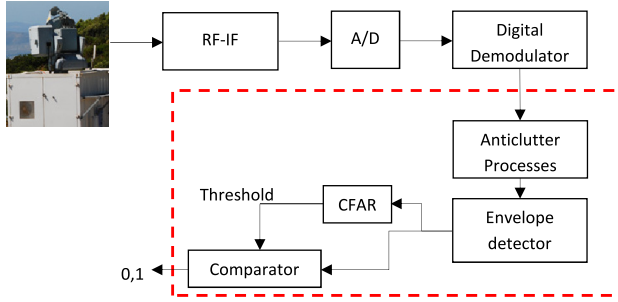 RF-IF
A/D
Digital
Demodulator
Anticlutter
Processes
Threshold
CFAR
Envelope
detector
Comparator
0,1